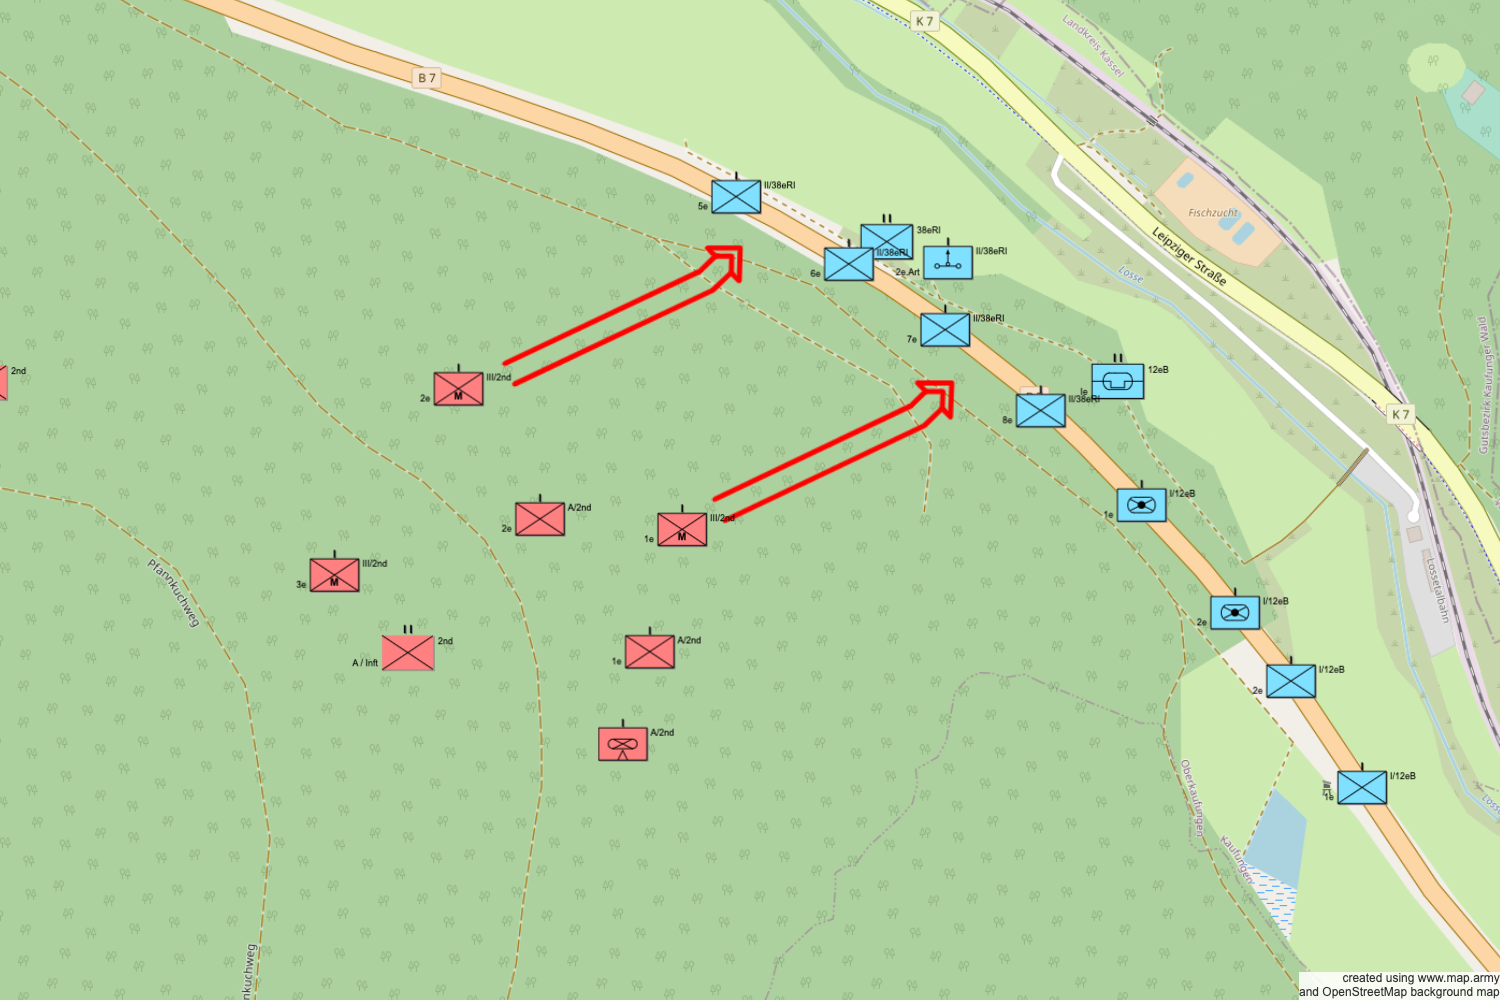 K 7
Landkreis Kassel
B 7
II/38eRI
5e
Fischzucht
38eRI
II/38eRI
6e
II/38eRI
2e.Art
Leipziger Straße
Losse
II/38eRI
7e
Gutsbezirk Kaufunger Wald
2nd
12eB
Ie
III/2nd
2e
II/38eRI
8e
K 7
M
I/12eB
1e
A/2nd
2e
III/2nd
1e
M
III/2nd
3e
M
Pfannkuchweg
Lossetalbahn
I/12eB
2e
2nd
A / Inft
A/2nd
1e
I/12eB
2e
A/2nd
Oberkaufungen
I/12eB
1e
Kaufungen
nkuchweg
created using www.map.army
and OpenStreetMap background map